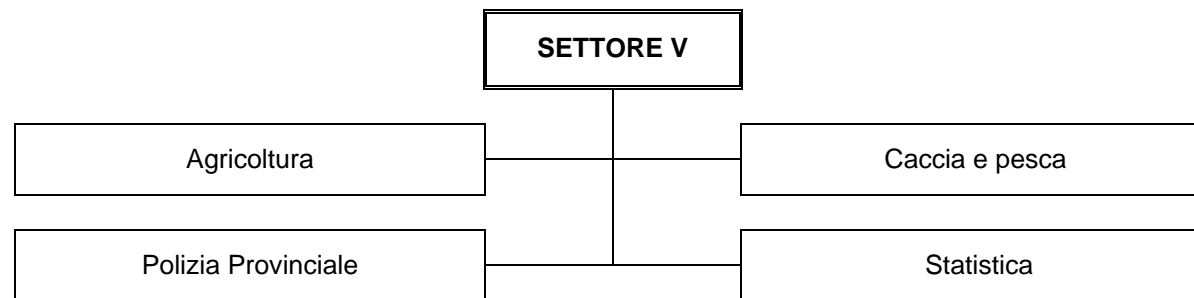 SETTORE V
Agricoltura
Caccia e pesca
Polizia Provinciale
Statistica